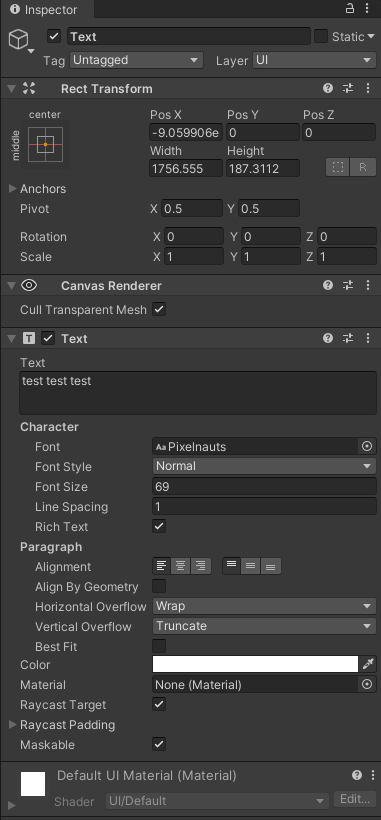 Inspector
Text Static
Tag Untagged Layer UI
Rect Transform
center Pos X Pos Y Pos Z
middle -9.059906e 0 0
Width Height
1756.555 187.3112 R
Anchors
Pivot X 0.5 Y 0.5
Rotation X 0 Y 0 Z 0
Scale X 1 Y 1 Z 1
Canvas Renderer
Cull Transparent Mesh
T Text
Text
test test test
Character
Font Aa Pixelnauts
Font Style Normal
Font Size 69
Line Spacing 1
Rich Text
Paragraph
Alignment
Align By Geometry
Horizontal Overflow Wrap
Vertical Overflow Truncate
Best Fit
Color
Material None (Material)
Raycast Target
Raycast Padding
Maskable
Default UI Material (Material)
Shader UI/Default Edit...